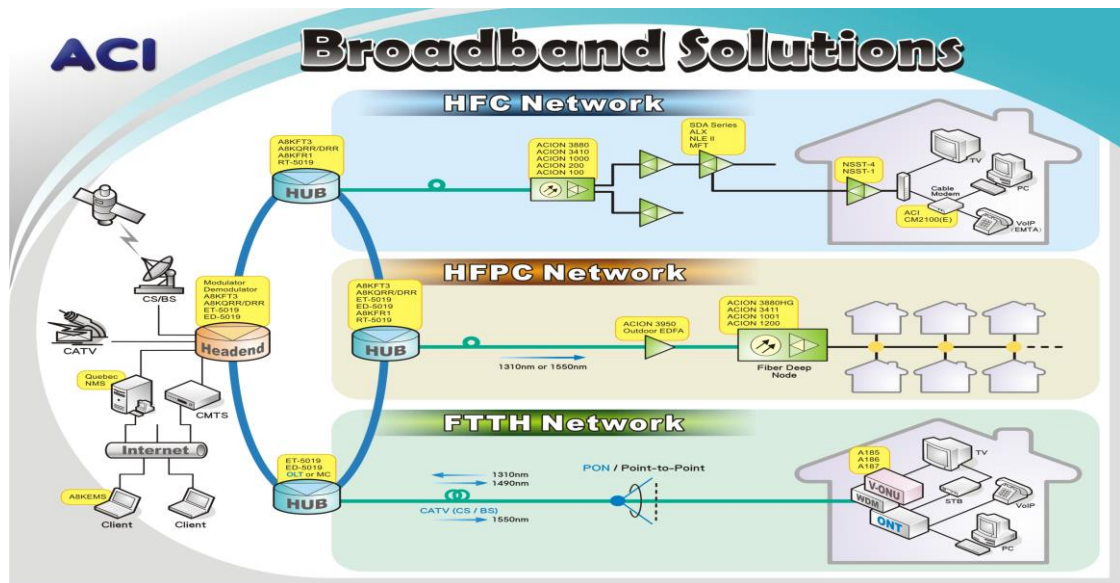 ACI
Broadband Solutions
HFC Network
A8KFT3
A8KQRR/DRR
A8KFR1
RT-5019
HUB
ACION 3880
ACION 3410
ACION 1000
ACION 200
ACION 100
SDA Series
ALX
NLE II
MFT
NSST-4
NSST-1
TV
PC
Cable
Modem
ACI
CM2100(E)
VoIP
(EMTA)
CS/BS
CATV
Modulator
Demodulator
A8KFT3
A8KQRR/DRR
ET-5019
ED-5019
Headend
Quebec
NMS
CMTS
Internet
A8KEMS
Client
Client
HFPC Network
A8KFT3
A8KQRR/DRR
ET-5019
ED-5019
A8KFR1
RT-5019
HUB
1310nm or 1550nm
ACION 3950
Outdoor EDFA
ACION 3880HG
ACION 3411
ACION 1001
ACION 1200
Fiber Deep
Node
FTTH Network
ET-5019
ED-5019
OLT or MC
HUB
1310nm
1490nm
CATV (CS / BS)
1550nm
PON / Point-to-Point
A185
A186
A187
V-ONU
WDM
ONT
TV
STB
VoIP
PC